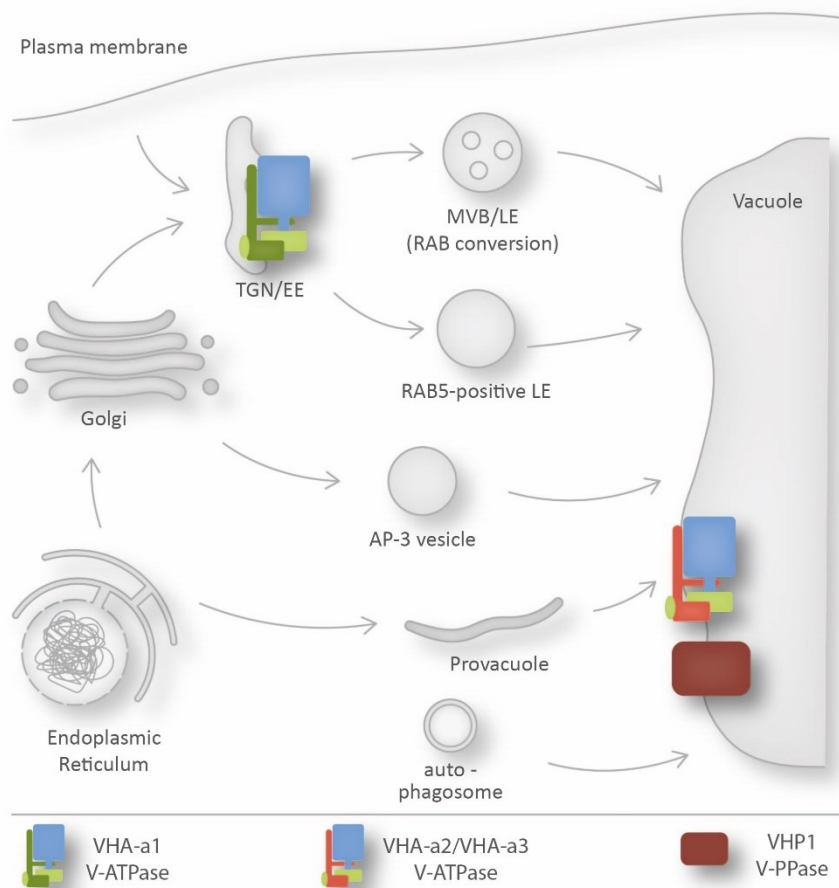 Plasma membrane
Vacuole
MVB/LE
(RAB conversion)
TGN/EE
RAB5-positive LE
Golgi
AP-3 vesicle
Provacuole
Endoplasmic
Reticulum
auto -
phagosome
VHA-a1
V-ATPase
VHA-a2/VHA-a3
V-ATPase
VHP1
V-PPase